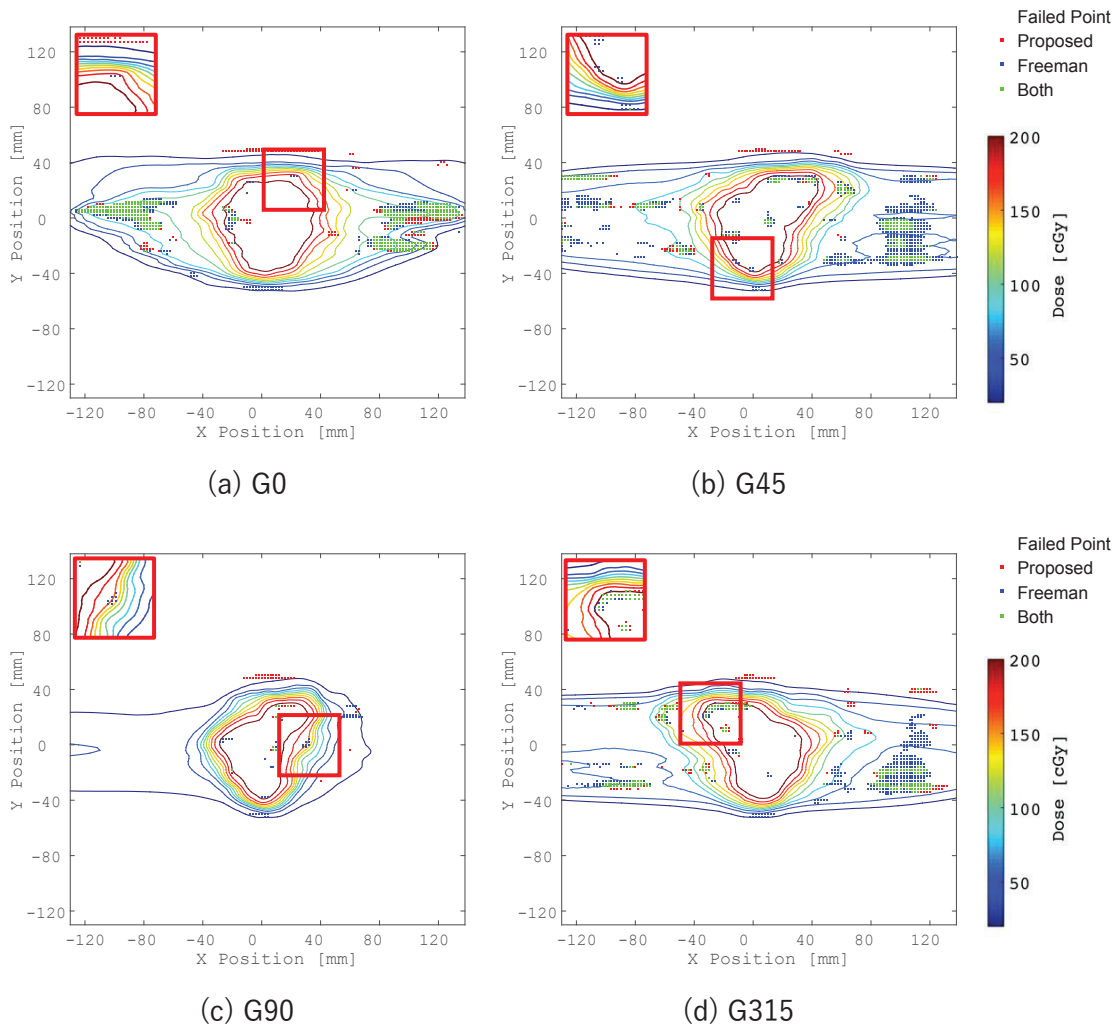 Failed Point
Proposed
Freeman
Both
120
80
40
0
-40
-80
-120
Y Position [mm]
-120 -80 -40 0 40 80 120
X Position [mm]
(a) G0
120
80
40
0
-40
-80
-120
Y Position [mm]
-120 -80 -40 0 40 80 120
X Position [mm]
(b) G45
200
150
100
50
Dose [cGy]
Failed Point
Proposed
Freeman
Both
120
80
40
0
-40
-80
-120
Y Position [mm]
-120 -80 -40 0 40 80 120
X Position [mm]
(c) G90
120
80
40
0
-40
-80
-120
Y Position [mm]
-120 -80 -40 0 40 80 120
X Position [mm]
(d) G315
200
150
100
50
Dose [cGy]